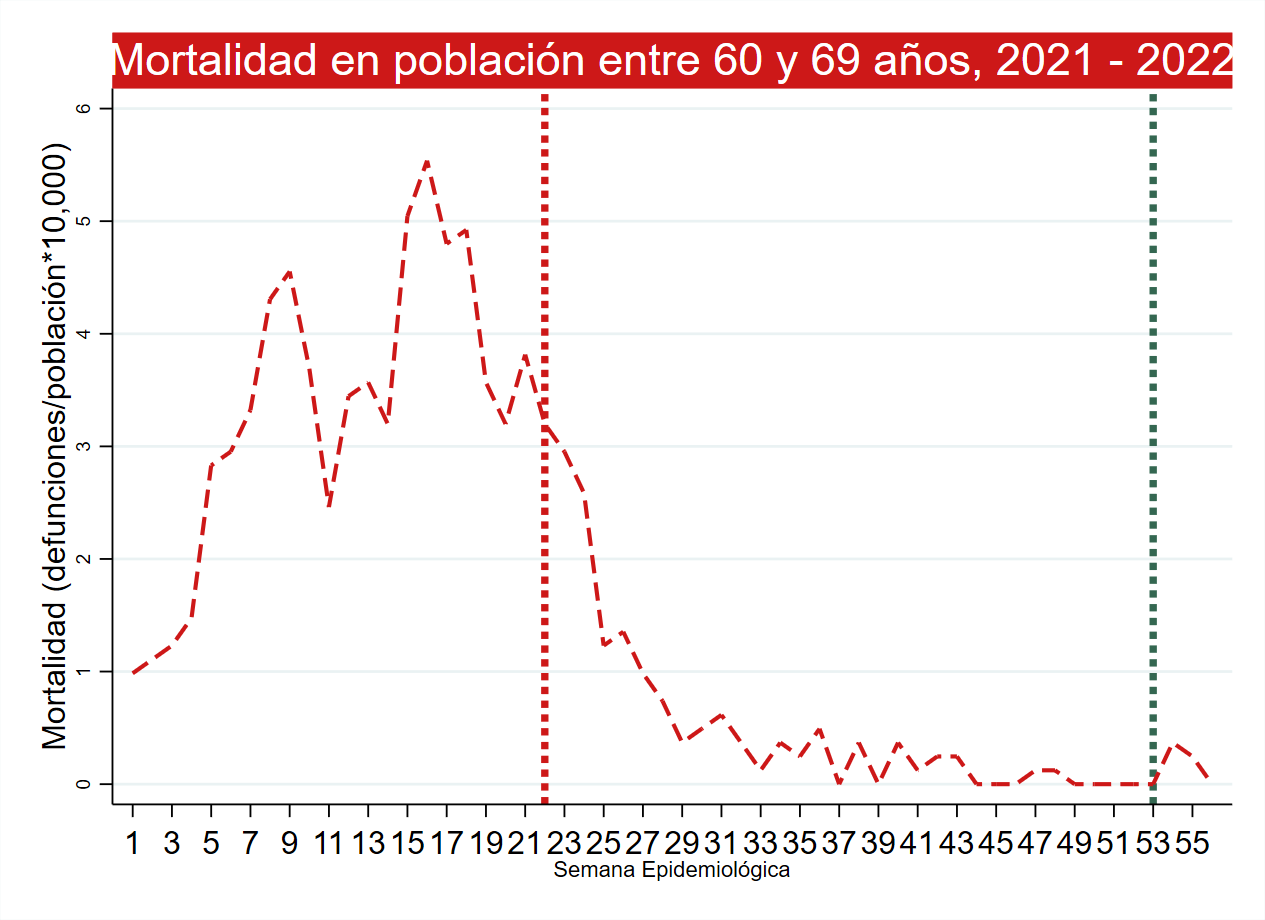 Mortalidad en población entre 60 y 69 años, 2021 - 2022
Mortalidad (defunciones/población*10,000)
6
5
4
3
2
1
0
1 3 5 7 9 11 13 15 17 19 21 23 25 27 29 31 33 35 37 39 41 43 45 47 49 51 53 55
Semana Epidemiológica